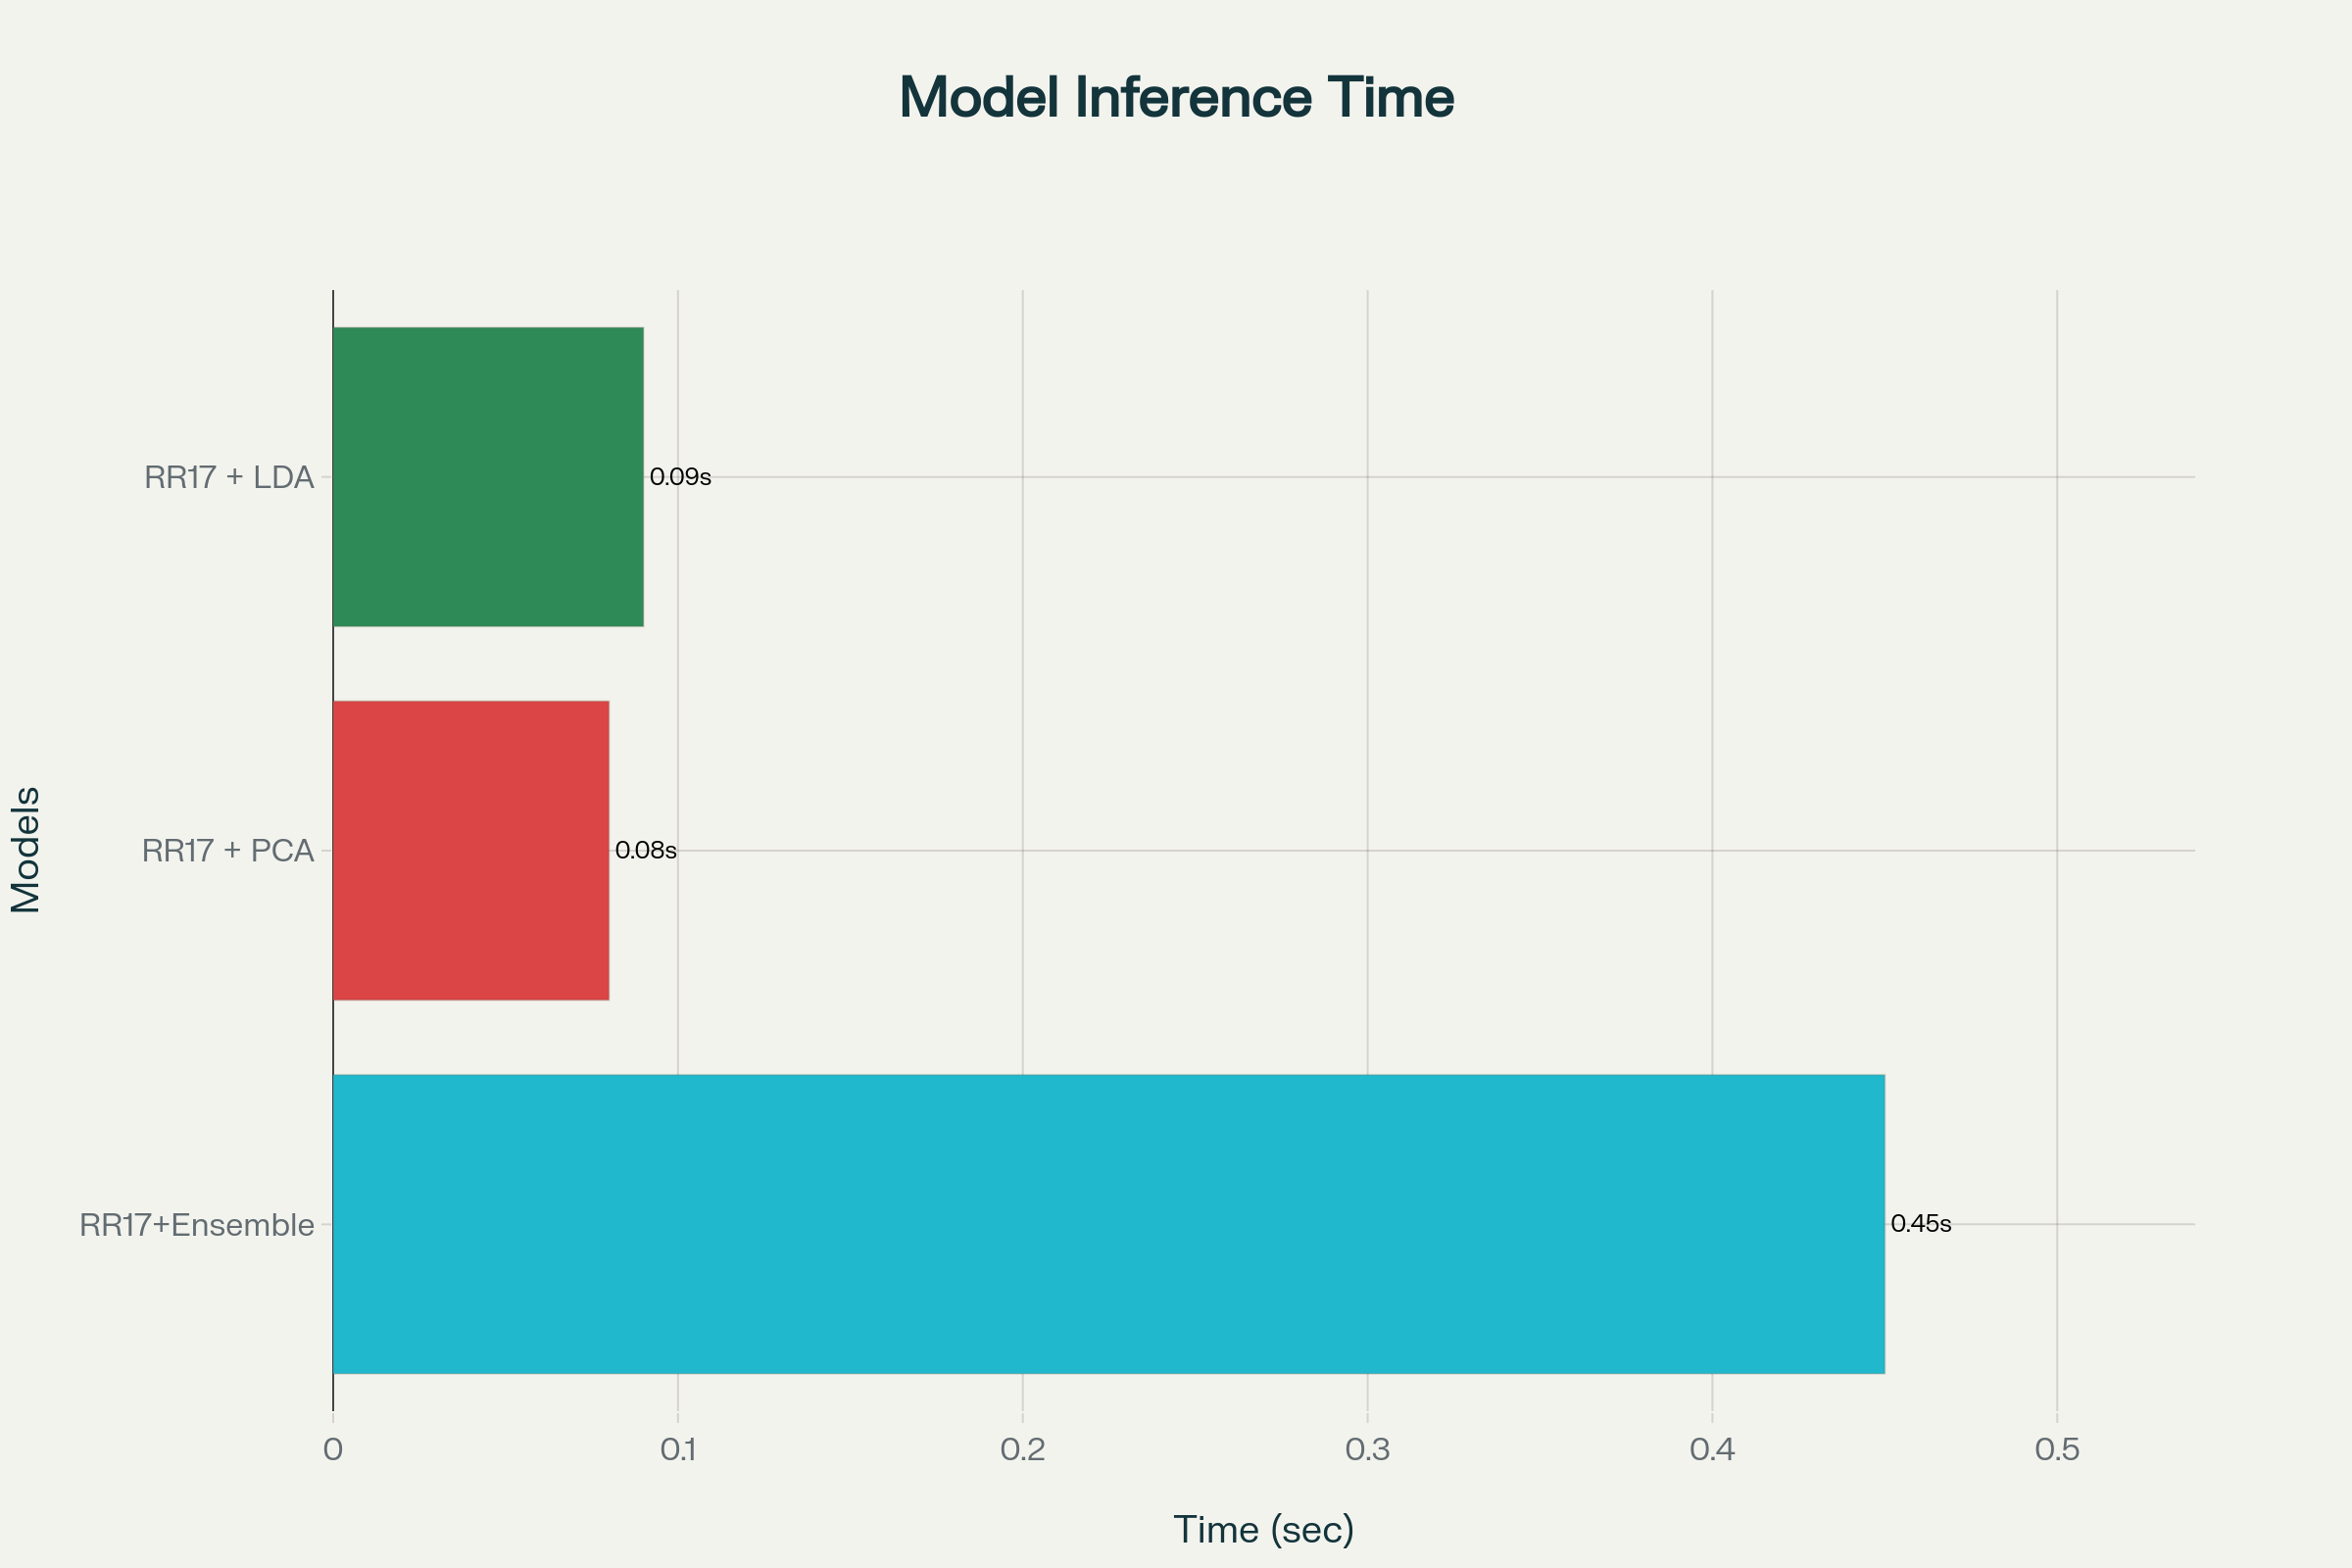 Model Inference Time
RR17 + LDA
0.09s
RR17 + PCA
0.08s
RR17+Ensemble
0.45s
Models
0
0.1
0.2
0.3
0.4
0.5
Time (sec)